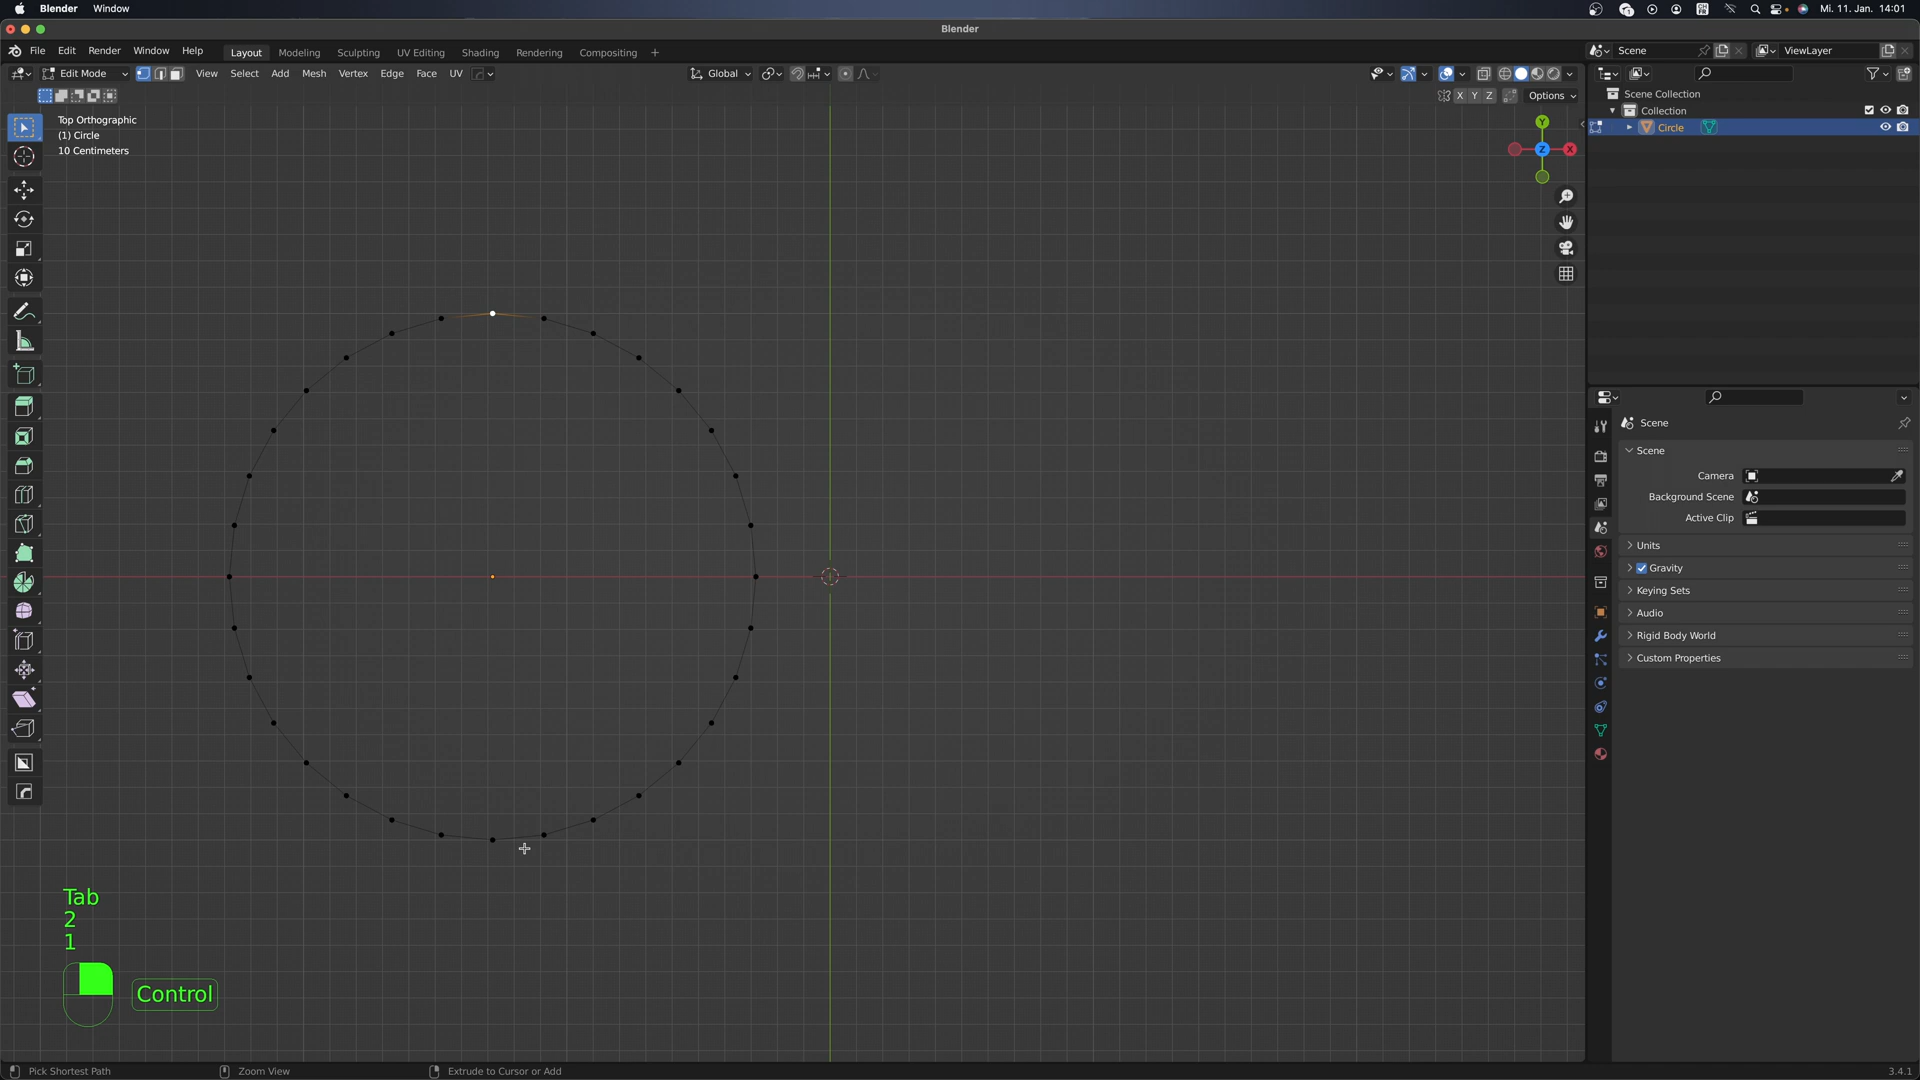 Blender Window
CH
FR
Mi. 11. Jan. 14:01
Blender
File Edit Render Window Help
Layout Modeling Sculpting UV Editing Shading Rendering Compositing +
Scene
ViewLayer
Edit Mode
View Select Add Mesh Vertex Edge Face UV
Global
X Y Z
Options
Top Orthographic
(1) Circle
10 Centimeters
Y
Z
X
Scene Collection
Collection
Circle
Scene
Scene
Camera
Background Scene
Active Clip
Units
Gravity
Keying Sets
Audio
Rigid Body World
Custom Properties
Tab
2
1
Control
Pick Shortest Path
Zoom View
Extrude to Cursor or Add
3.4.1